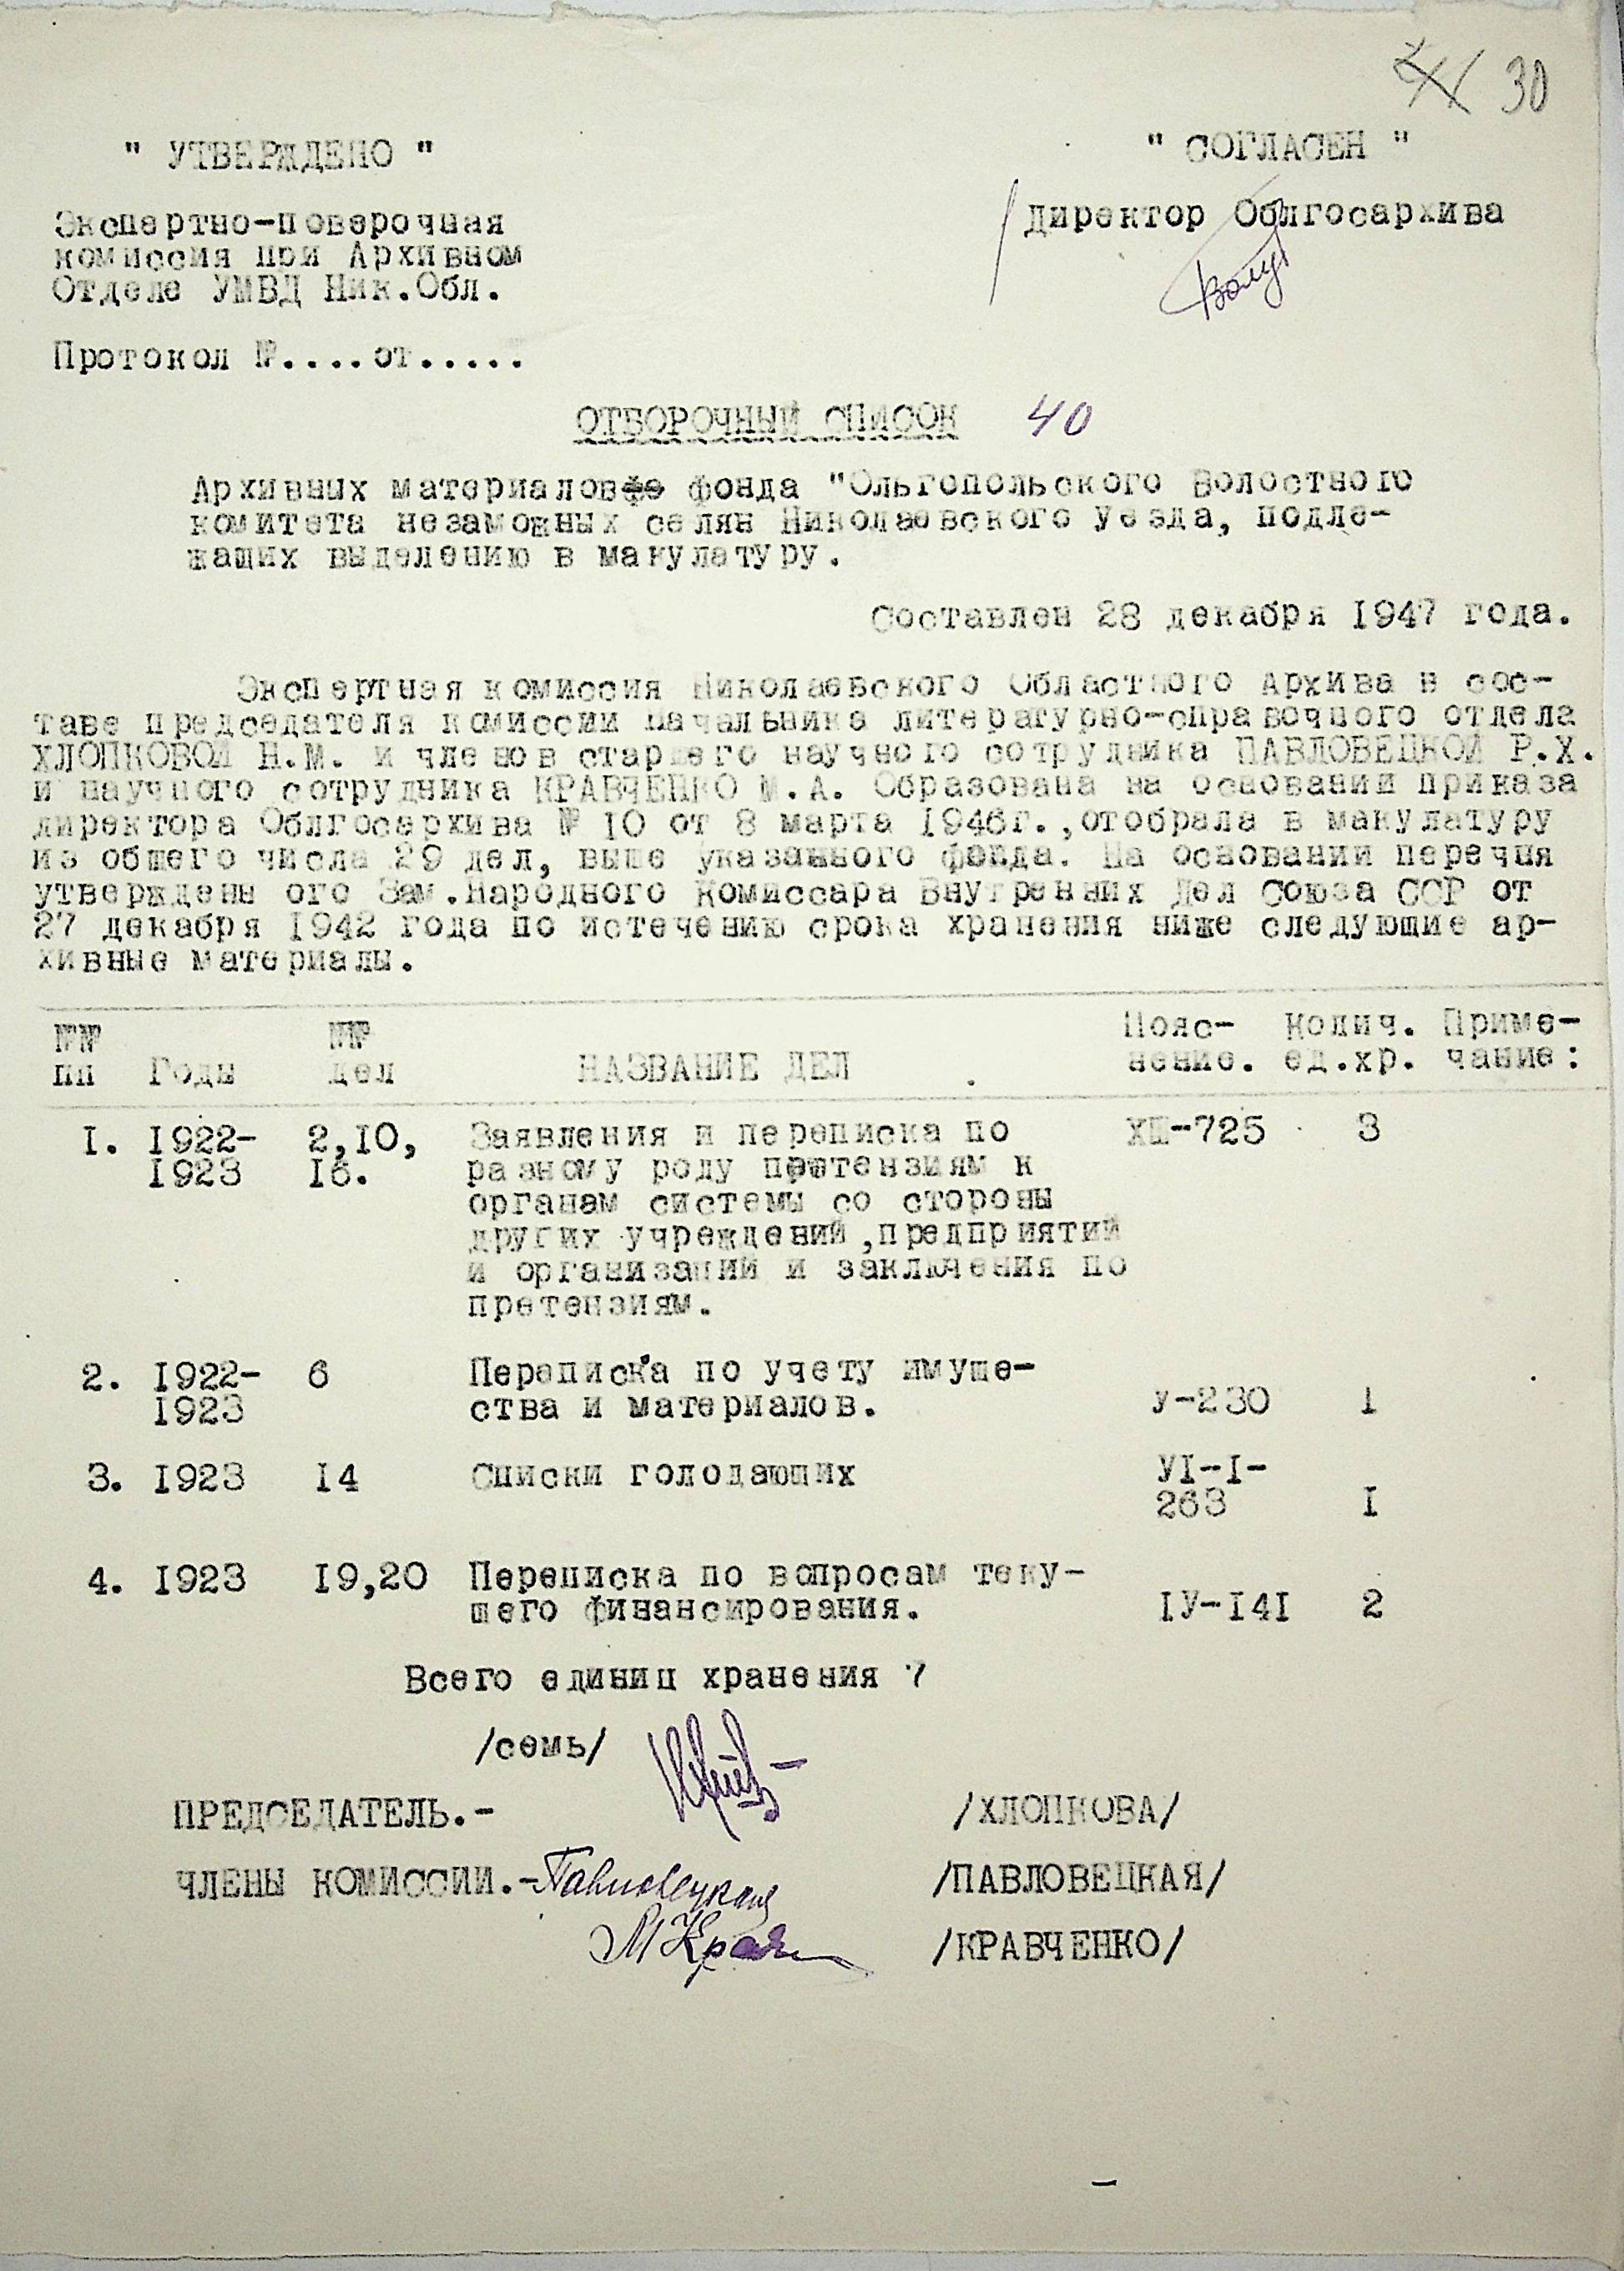 30
" УТВЕРЖДЕНО "
" СОГЛАСЕН "
Экспертно-поверочная
комиссия при Архивном
Отделе УМВД Ник.Обл.
Директор Облгосархива
Протокол №....от.....
ОТБОРОЧНЫЙ СПИСОК 40
Архивных материалов фонда "Ольгопольского Волостного
комитета незаможных селян Николаевского уезда, подле-
жащих выделению в макулатуру.
Составлен 28 декабря 1947 года.
Экспертная комиссия Николаевского Областного Архива в сос-
таве председателя комиссии начальника литературно-справочного отдела
ХЛОПКОВОЙ Н.М. и членов старшего научного сотрудника ПАВЛОВЕЦКОЙ Р.Х.
и научного сотрудника КРАВЧЕНКО М.А. Образована на основании приказа
директора Облгосархива № 10 от 8 марта 1946г.,отобрала в макулатуру
из общего числа 29 дел, выше указанного фонда. На основании перечня
утвержденного Зам.Народного Комиссара Внутренних Дел Союза ССР от
27 декабря 1942 года по истечению срока хранения ниже следующие ар-
хивные материалы.
№№ пп Годы №№ дел НАЗВАНИЕ ДЕЛ Пояс-нение. Колич. ед.хр. Приме-чание:
1. 1922- 2,10, Заявления и переписка по ХШ-725 3
1923 16. разному роду претензиям к
органам системы со стороны
других учреждений,предприятий
и организаций и заключения по
претензиям.
2. 1922- 6 Переписка по учету имуще-
1923 ства и материалов. У-230 1
3. 1923 14 Списки голодающих УI-I-
263 I
4. 1923 19,20 Переписка по вопросам теку-
щего финансирования. IУ-I4I 2
Всего единиц хранения 7
/семь/
ПРЕДСЕДАТЕЛЬ.- /ХЛОПКОВА/
ЧЛЕНЫ КОМИССИИ.- Павловецкая /ПАВЛОВЕЦКАЯ/
/КРАВЧЕНКО/